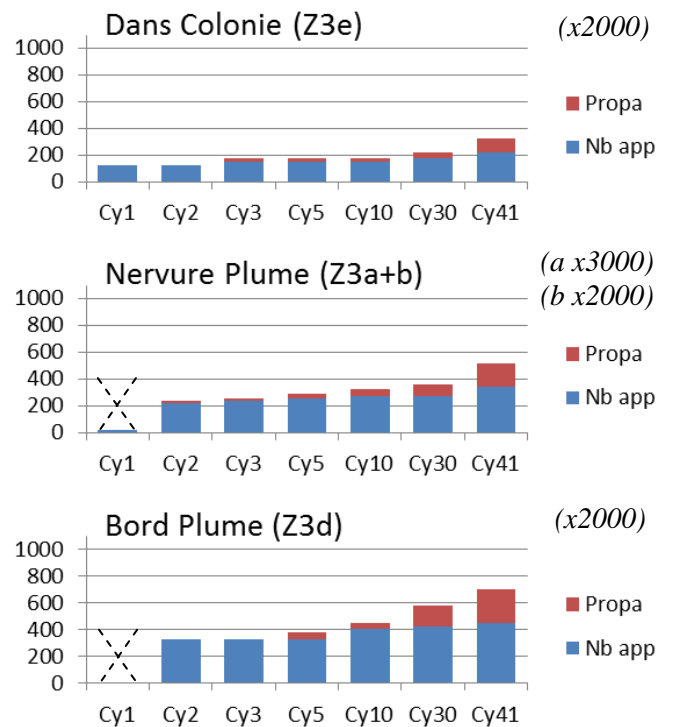 Dans Colonie (Z3e)
(x2000)
1000
800
600
400
200
0
Propa
Nb app
Cy1 Cy2 Cy3 Cy5 Cy10 Cy30 Cy41
Nervure Plume (Z3a+b)
(a x3000)
(b x2000)
1000
800
600
400
200
0
Propa
Nb app
Cy1 Cy2 Cy3 Cy5 Cy10 Cy30 Cy41
Bord Plume (Z3d)
(x2000)
1000
800
600
400
200
0
Propa
Nb app
Cy1 Cy2 Cy3 Cy5 Cy10 Cy30 Cy41